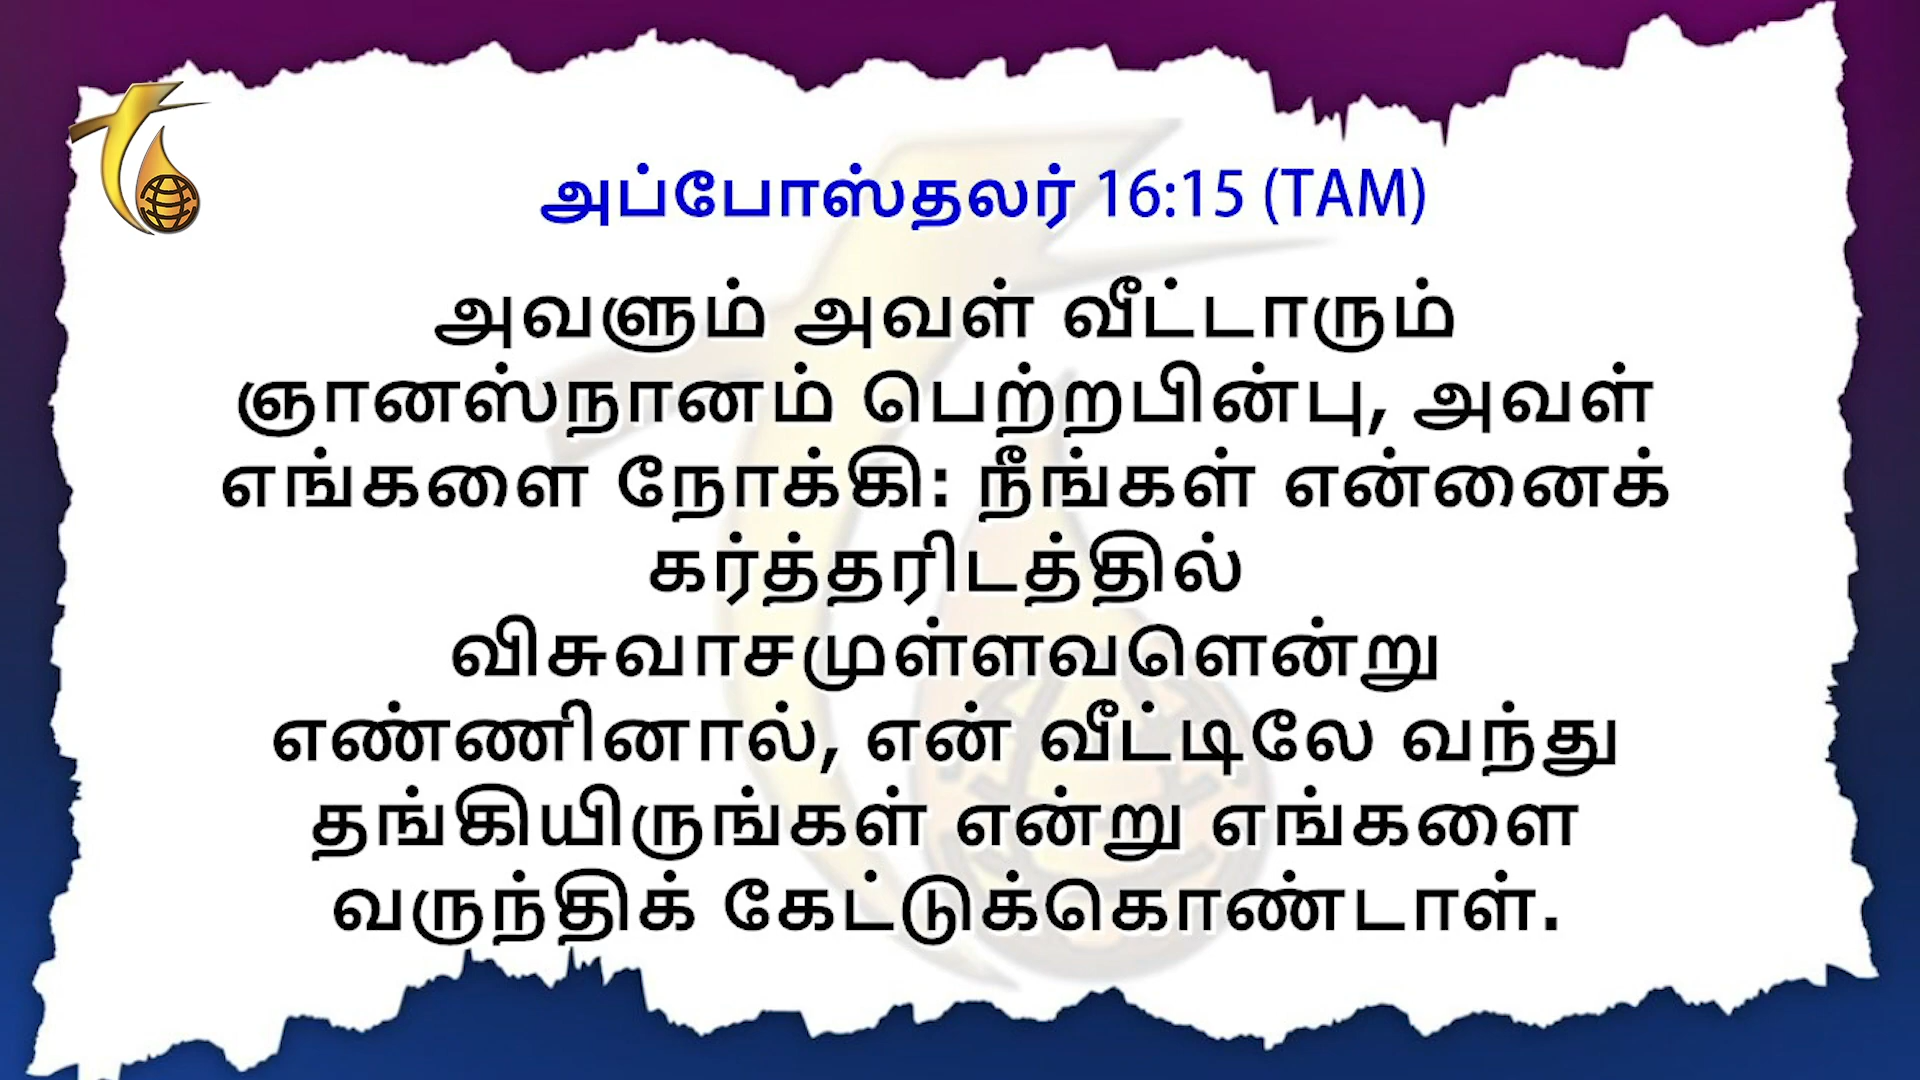 அப்போஸ்தலர் 16:15 (TAM)
அவளும் அவள் வீட்டாரும்
ஞானஸ்நானம் பெற்றபின்பு, அவள்
எங்களை நோக்கி: நீங்கள் என்னைக்
கர்த்தரிடத்தில்
விசுவாசமுள்ளவளென்று
எண்ணினால், என் வீட்டிலே வந்து
தங்கியிருங்கள் என்று எங்களை
வருந்திக் கேட்டுக்கொண்டாள்.